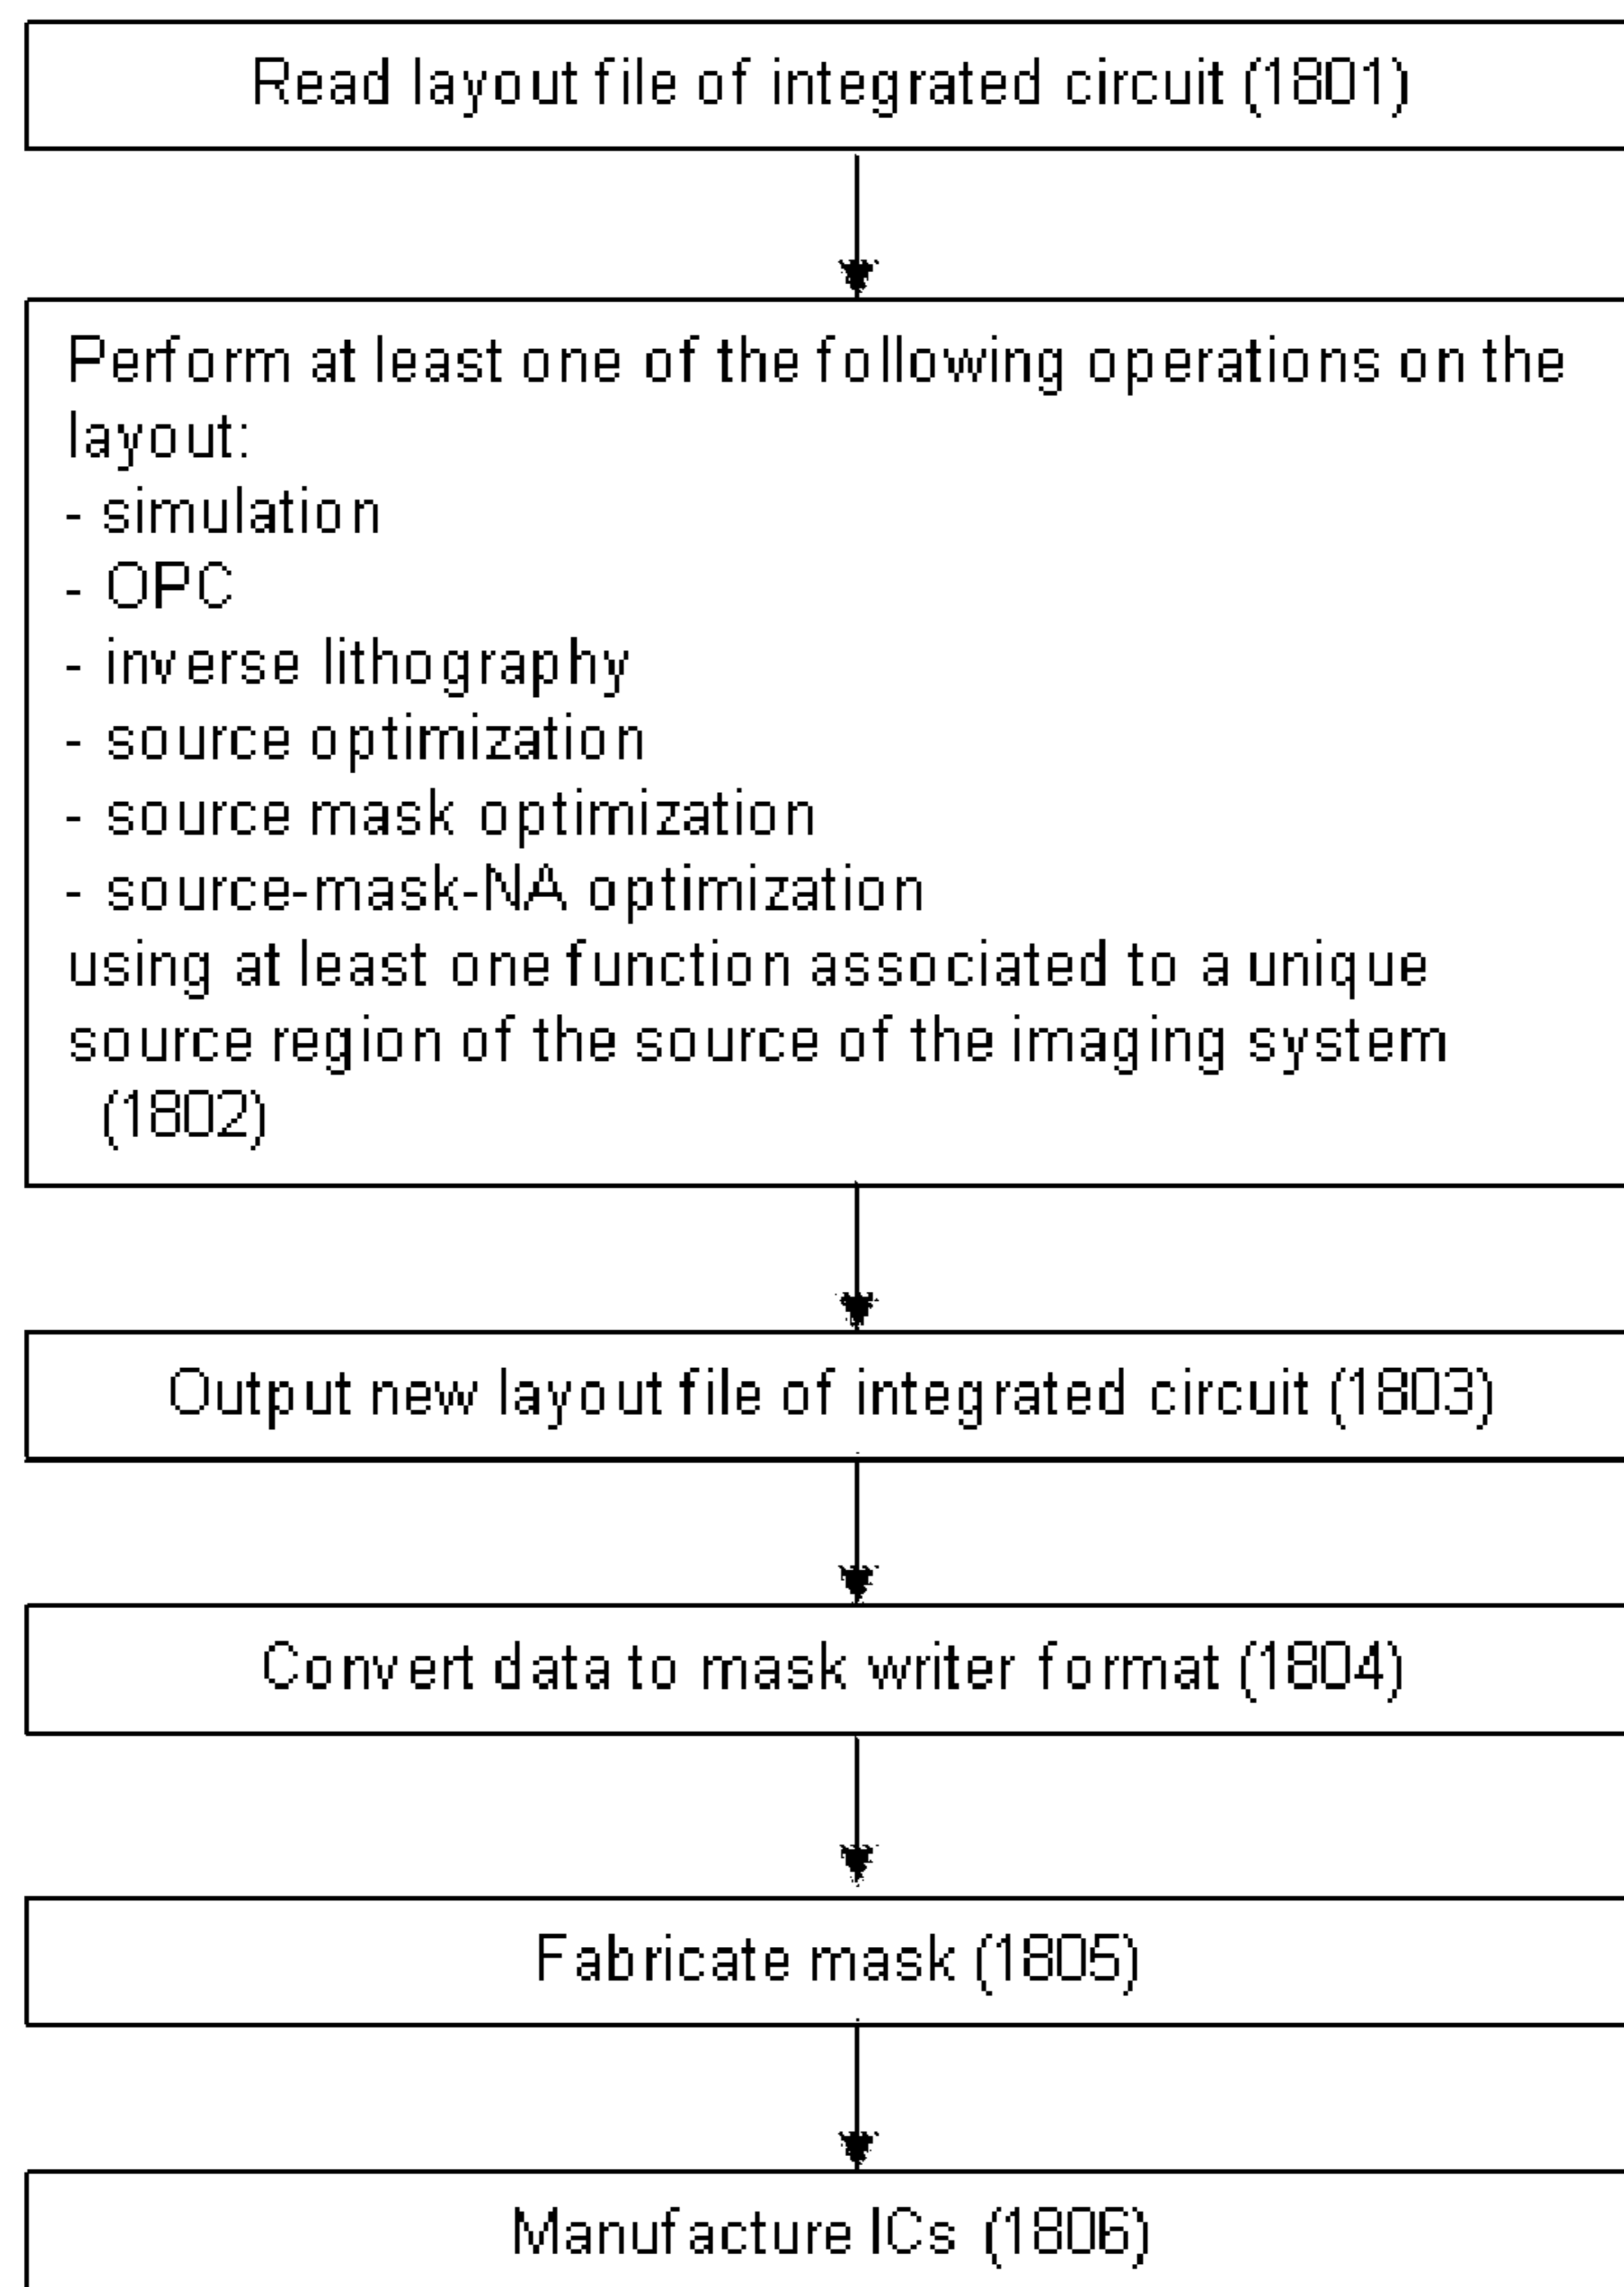 Read layout file of integrated circuit (1801)
Perform at least one of the following operations on the
layout:
- simulation
- OPC
- inverse lithography
- source optimization
- source mask optimization
- source-mask-NA optimization
using at least one function associated to a unique
source region of the source of the imaging system
(1802)
Output new layout file of integrated circuit (1803)
Convert data to mask writer format (1804)
Fabricate mask (1805)
Manufacture ICs (1806)